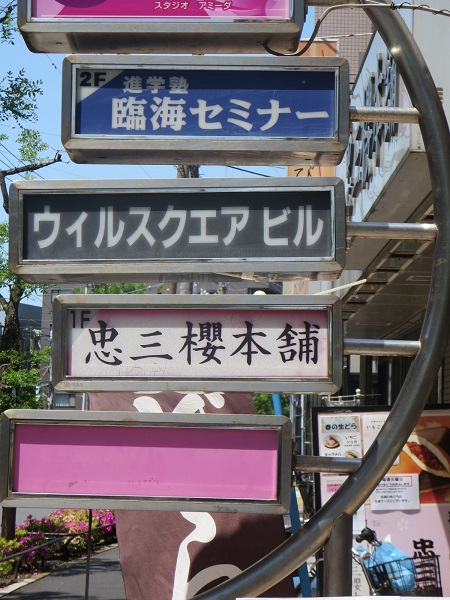 スタジオ アミーダ
2F
進学塾
臨海セミナー
ウィルスクエア ビル
1F
忠三櫻本舗
春の生どら